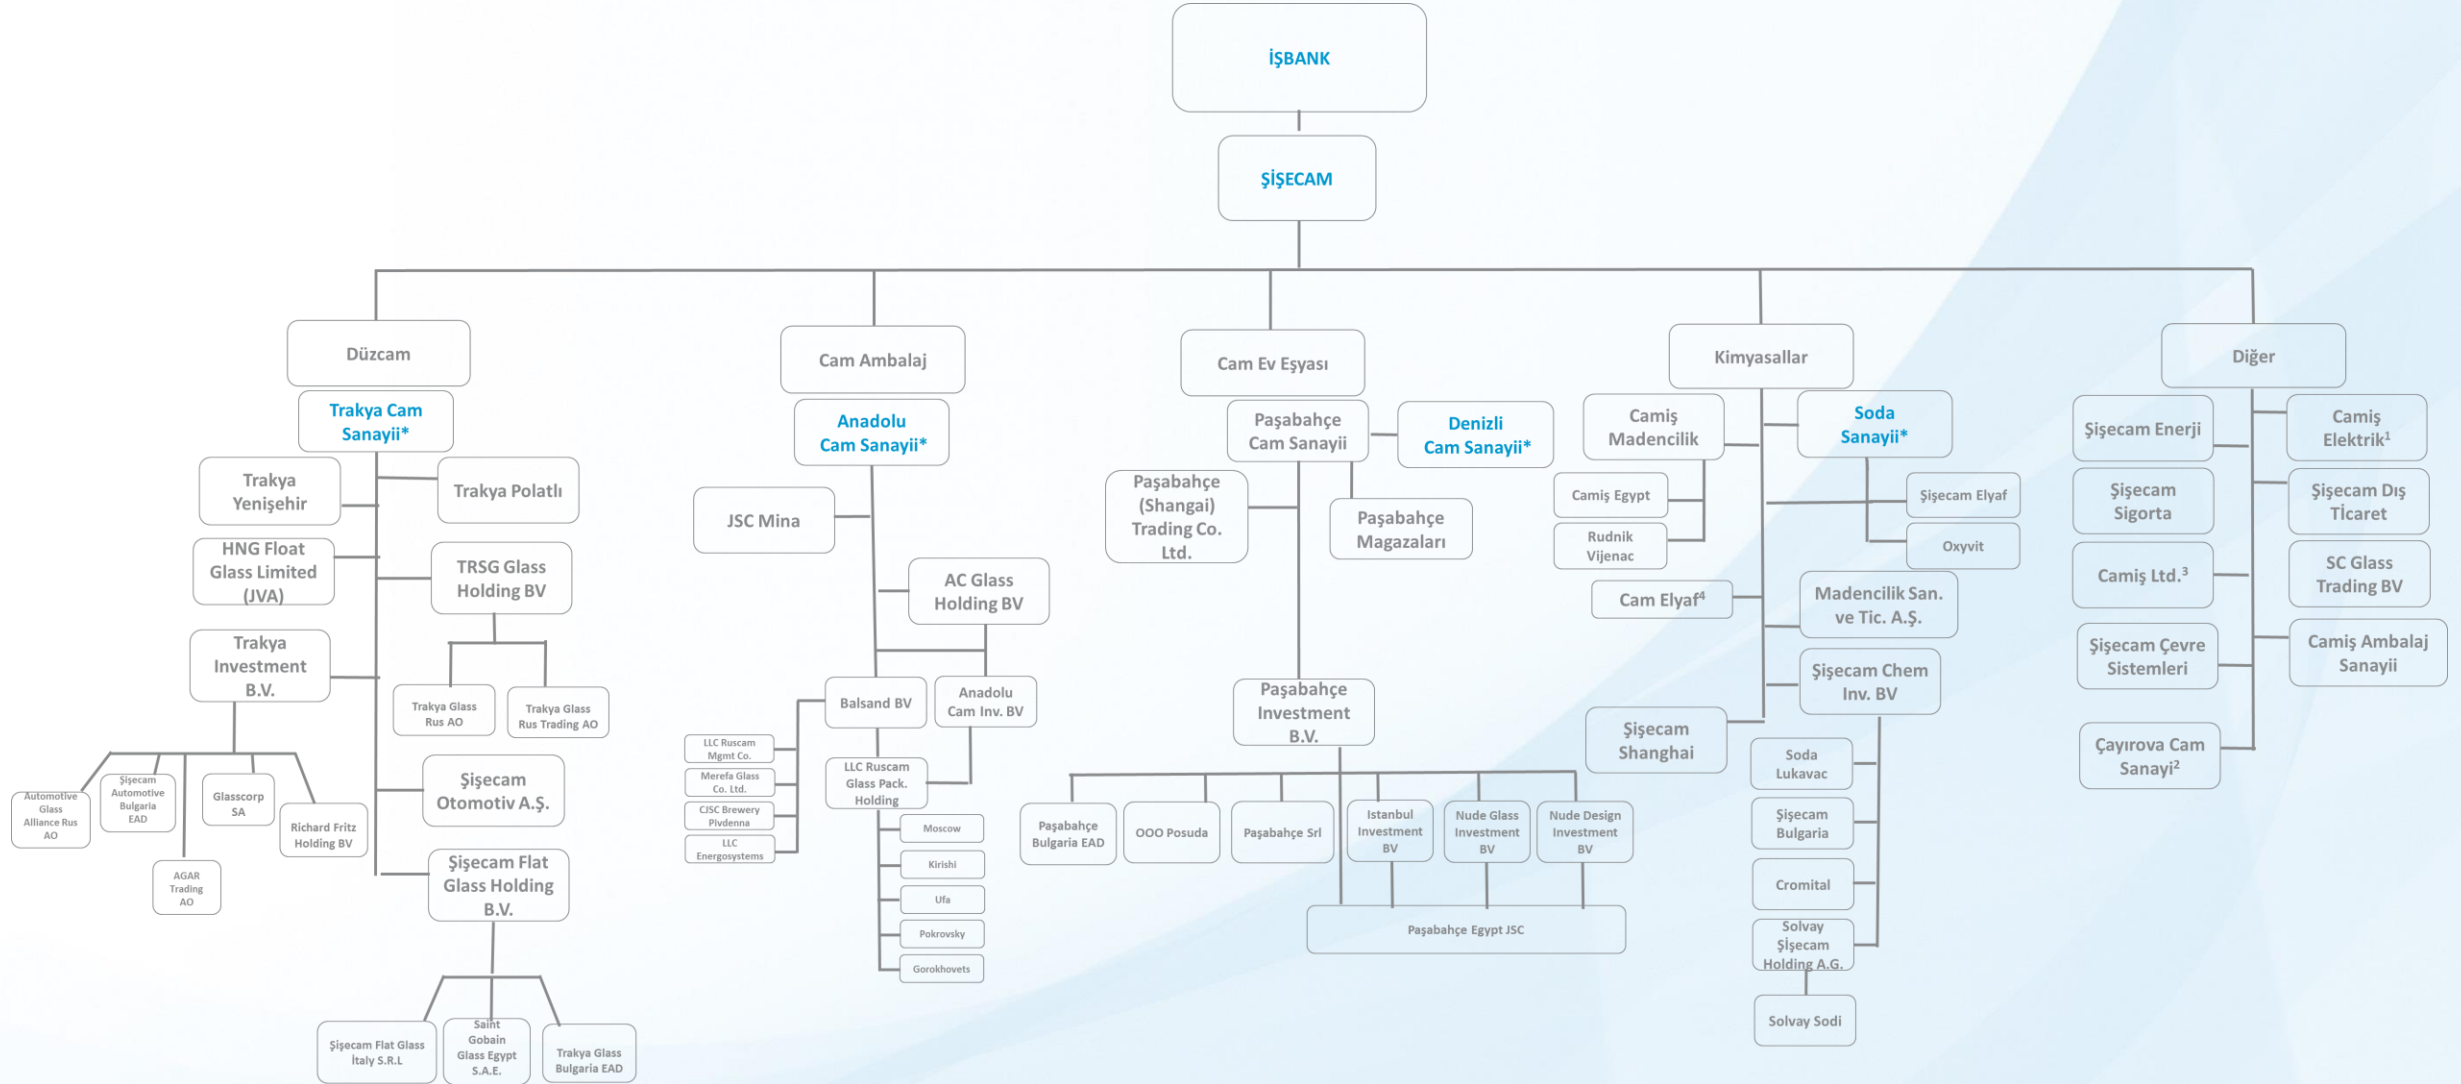 İŞBANK
ŞİŞECAM
Düzcam
Trakya Cam
Sanayii*
Trakya
Yenişehir
Trakya Polatlı
HNG Float
Glass Limited
(JVA)
TRSG Glass
Holding BV
Trakya
Investment
B.V.
Trakya Glass
Rus AO
Trakya Glass
Rus Trading AO
Automotive
Glass
Alliance Rus
AO
Şişecam
Automotive
Bulgaria
EAD
AGAR
Trading
AO
Glasscorp
SA
Richard Fritz
Holding BV
Şişecam
Otomotiv A.Ş.
Şişecam Flat
Glass Holding
B.V.
Şişecam Flat Glass
İtaly S.R.L
Saint
Gobain
Glass Egypt
S.A.E.
Trakya Glass
Bulgaria EAD
Cam Ambalaj
Anadolu
Cam Sanayii*
JSC Mina
AC Glass
Holding BV
Balsand BV
Anadolu
Cam Inv. BV
LLC Ruscam
Mgmt Co.
Merefa Glass
Co. Ltd.
CJSC Brewery
Pivdenna
LLC
Energosystems
LLC Ruscam
Glass Pack.
Holding
Moscow
Kirishi
Ufa
Pokrovsky
Gorokhovets
Cam Ev Eşyası
Paşabahçe
Cam Sanayii
Denizli
Cam Sanayii*
Paşabahçe
(Shangai)
Trading Co.
Ltd.
Paşabahçe
Magazaları
Paşabahçe
Investment
B.V.
Paşabahçe
Bulgaria EAD
OOO Posuda
Paşabahçe Srl
Istanbul
Investment
BV
Nude Glass
Investment
BV
Nude Design
Investment
BV
Paşabahçe Egypt JSC
Kimyasallar
Camiş
Madencilik
Soda
Sanayii*
Camiş Egypt
Rudnik
Vijenac
Şişecam Elyaf
Oxyvit
Cam Elyaf⁴
Madencilik San.
ve Tic. A.Ş.
Şişecam Chem
Inv. BV
Şişecam
Shanghai
Soda
Lukavac
Şişecam
Bulgaria
Cromital
Solvay
Şişecam
Holding A.G.
Solvay Sodi
Diğer
Şişecam Enerji
Camiş
Elektrik¹
Şişecam
Sigorta
Şişecam Dış
Tİcaret
Camiş Ltd.³
SC Glass
Trading BV
Şişecam Çevre
Sistemleri
Camiş Ambalaj
Sanayii
Çayırova Cam
Sanayi²